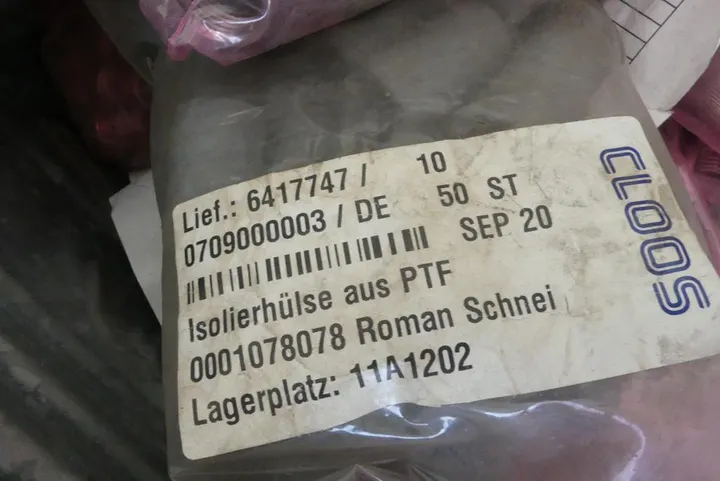 Lief.: 6417747 / 10
0709000003 / DE 50 ST
SEP 20
Isolierhülse aus PTF
0001078078 Roman Schnei
Lagerplatz: 11A1202
CLOOS